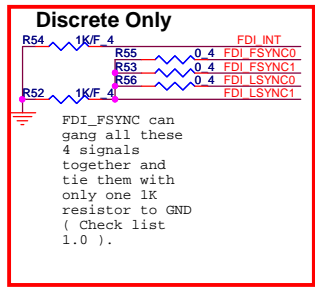 Discrete Only
R54 1K/F_4 FDI_INT
R55 0_4 FDI_FSYNC0
R53 0_4 FDI_FSYNC1
R56 0_4 FDI_LSYNC0
R52 1K/F_4 FDI_LSYNC1
FDI_FSYNC can
gang all these
4 signals
together and
tie them with
only one 1K
resistor to GND
( Check list
1.0 ).